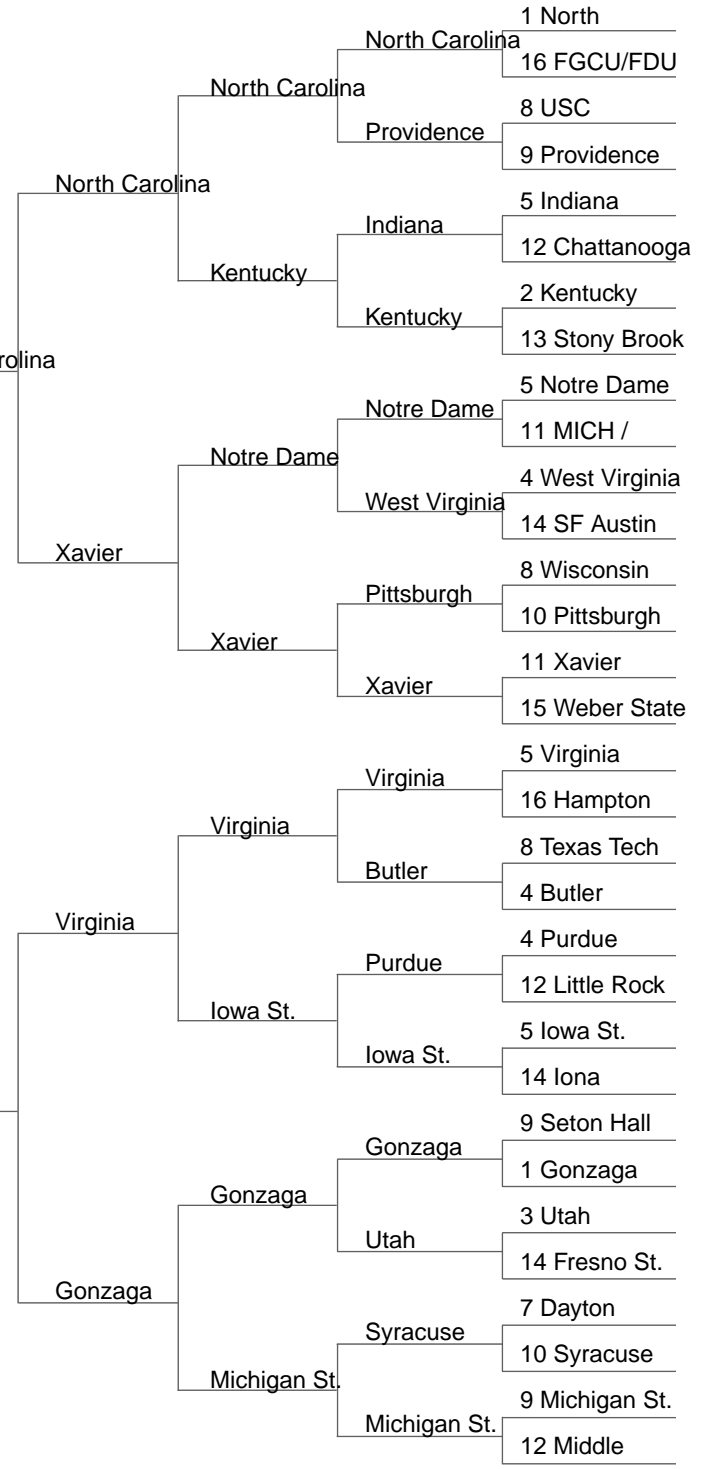 1 North
North Carolina
16 FGCU/FDU
North Carolina
8 USC
Providence
9 Providence
North Carolina
5 Indiana
Indiana
12 Chattanooga
Kentucky
2 Kentucky
Kentucky
13 Stony Brook
rolina
5 Notre Dame
Notre Dame
11 MICH /
Notre Dame
4 West Virginia
West Virginia
14 SF Austin
Xavier
8 Wisconsin
Pittsburgh
10 Pittsburgh
Xavier
11 Xavier
Xavier
15 Weber State
5 Virginia
Virginia
16 Hampton
Virginia
8 Texas Tech
Butler
4 Butler
Virginia
4 Purdue
Purdue
12 Little Rock
Iowa St.
5 Iowa St.
Iowa St.
14 Iona
9 Seton Hall
Gonzaga
1 Gonzaga
Gonzaga
3 Utah
Utah
14 Fresno St.
Gonzaga
7 Dayton
Syracuse
10 Syracuse
Michigan St.
9 Michigan St.
Michigan St.
12 Middle